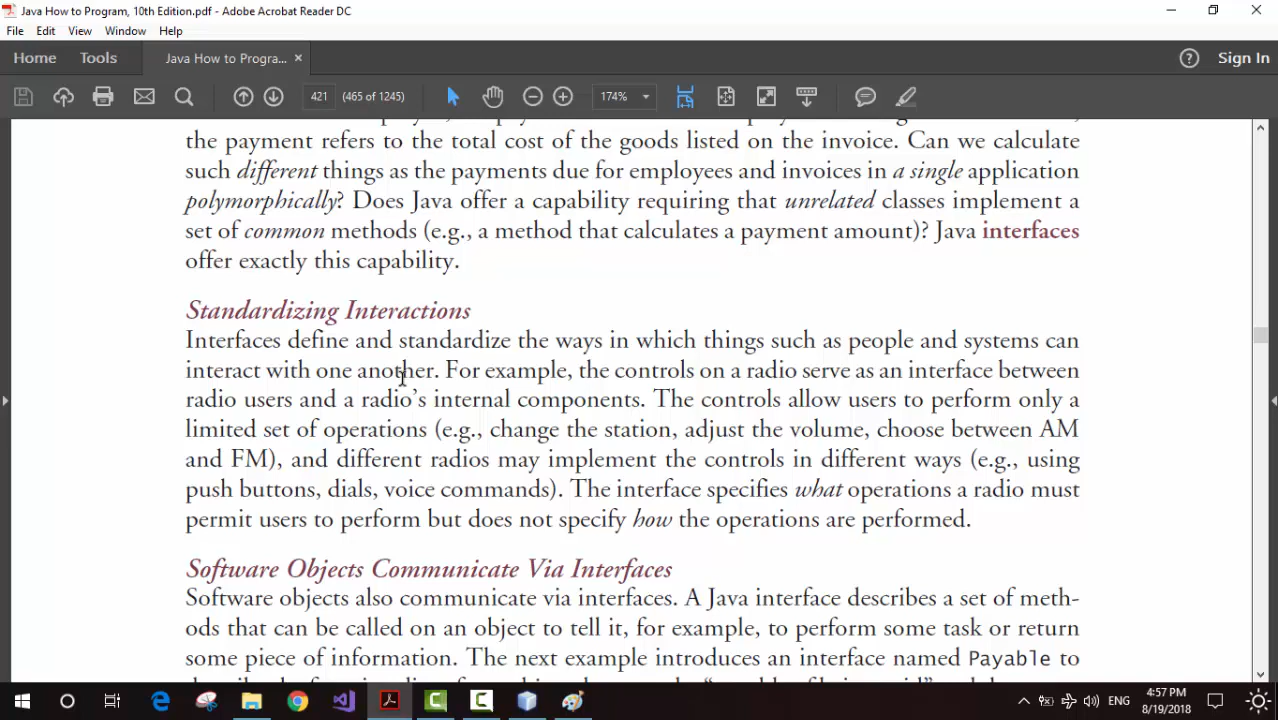 Java How to Program, 10th Edition.pdf - Adobe Acrobat Reader DC
File Edit View Window Help
Home Tools Java How to Progra... × Sign In
421 (465 of 1245) 174%
the payment refers to the total cost of the goods listed on the invoice. Can we calculate
such different things as the payments due for employees and invoices in a single application
polymorphically? Does Java offer a capability requiring that unrelated classes implement a
set of common methods (e.g., a method that calculates a payment amount)? Java interfaces
offer exactly this capability.
Standardizing Interactions
Interfaces define and standardize the ways in which things such as people and systems can
interact with one another. For example, the controls on a radio serve as an interface between
radio users and a radio's internal components. The controls allow users to perform only a
limited set of operations (e.g., change the station, adjust the volume, choose between AM
and FM), and different radios may implement the controls in different ways (e.g., using
push buttons, dials, voice commands). The interface specifies what operations a radio must
permit users to perform but does not specify how the operations are performed.
Software Objects Communicate Via Interfaces
Software objects also communicate via interfaces. A Java interface describes a set of meth-
ods that can be called on an object to tell it, for example, to perform some task or return
some piece of information. The next example introduces an interface named Payable to
ENG
4:57 PM
8/19/2018